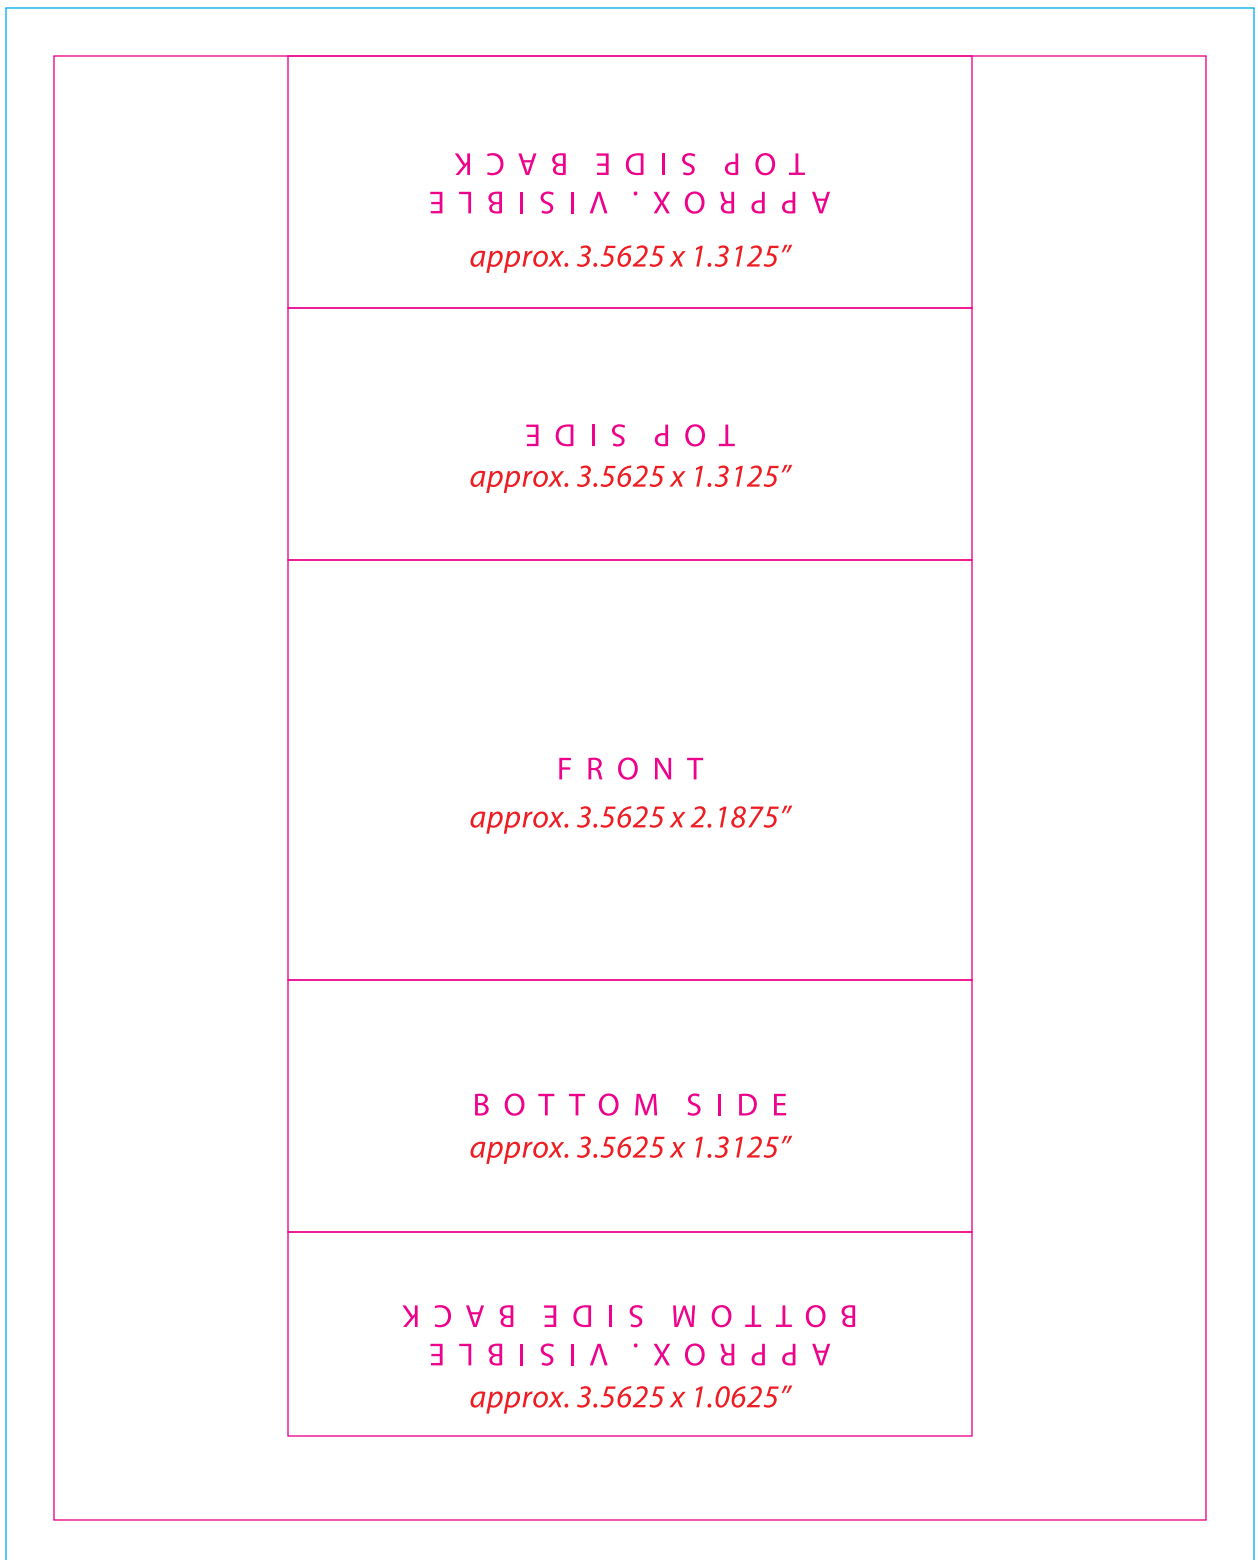 APPROX. VISIBLE
TOP SIDE BACK
approx. 3.5625 x 1.3125”
TOP SIDE
approx. 3.5625 x 1.3125”
FRONT
approx. 3.5625 x 2.1875”
BOTTOM SIDE
approx. 3.5625 x 1.3125”
APPROX. VISIBLE
BOTTOM SIDE BACK
approx. 3.5625 x 1.0625”